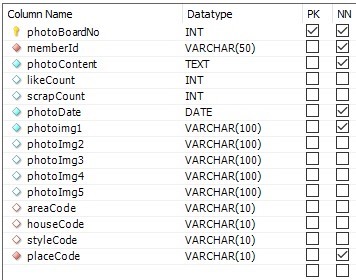 Column Name Datatype PK NN
photoBoardNo INT
memberId VARCHAR(50)
photoContent TEXT
likeCount INT
scrapCount INT
photoDate DATE
photoimg1 VARCHAR(100)
photoImg2 VARCHAR(100)
photoImg3 VARCHAR(100)
photoImg4 VARCHAR(100)
photoImg5 VARCHAR(100)
areaCode VARCHAR(10)
houseCode VARCHAR(10)
styleCode VARCHAR(10)
placeCode VARCHAR(10)